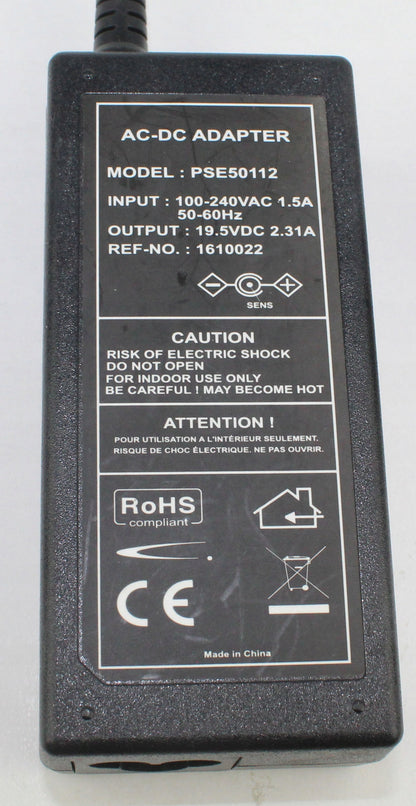 AC-DC ADAPTER
MODEL : PSE50112
INPUT : 100-240VAC 1.5A
50-60Hz
OUTPUT : 19.5VDC 2.31A
REF-NO. : 1610022
SENS
CAUTION
RISK OF ELECTRIC SHOCK
DO NOT OPEN
FOR INDOOR USE ONLY
BE CAREFUL ! MAY BECOME HOT
ATTENTION !
POUR UTILISATION A L'INTÉRIEUR SEULEMENT.
RISQUE DE CHOC ÉLECTRIQUE. NE PAS OUVRIR.
RoHS
compliant
CE
Made in China